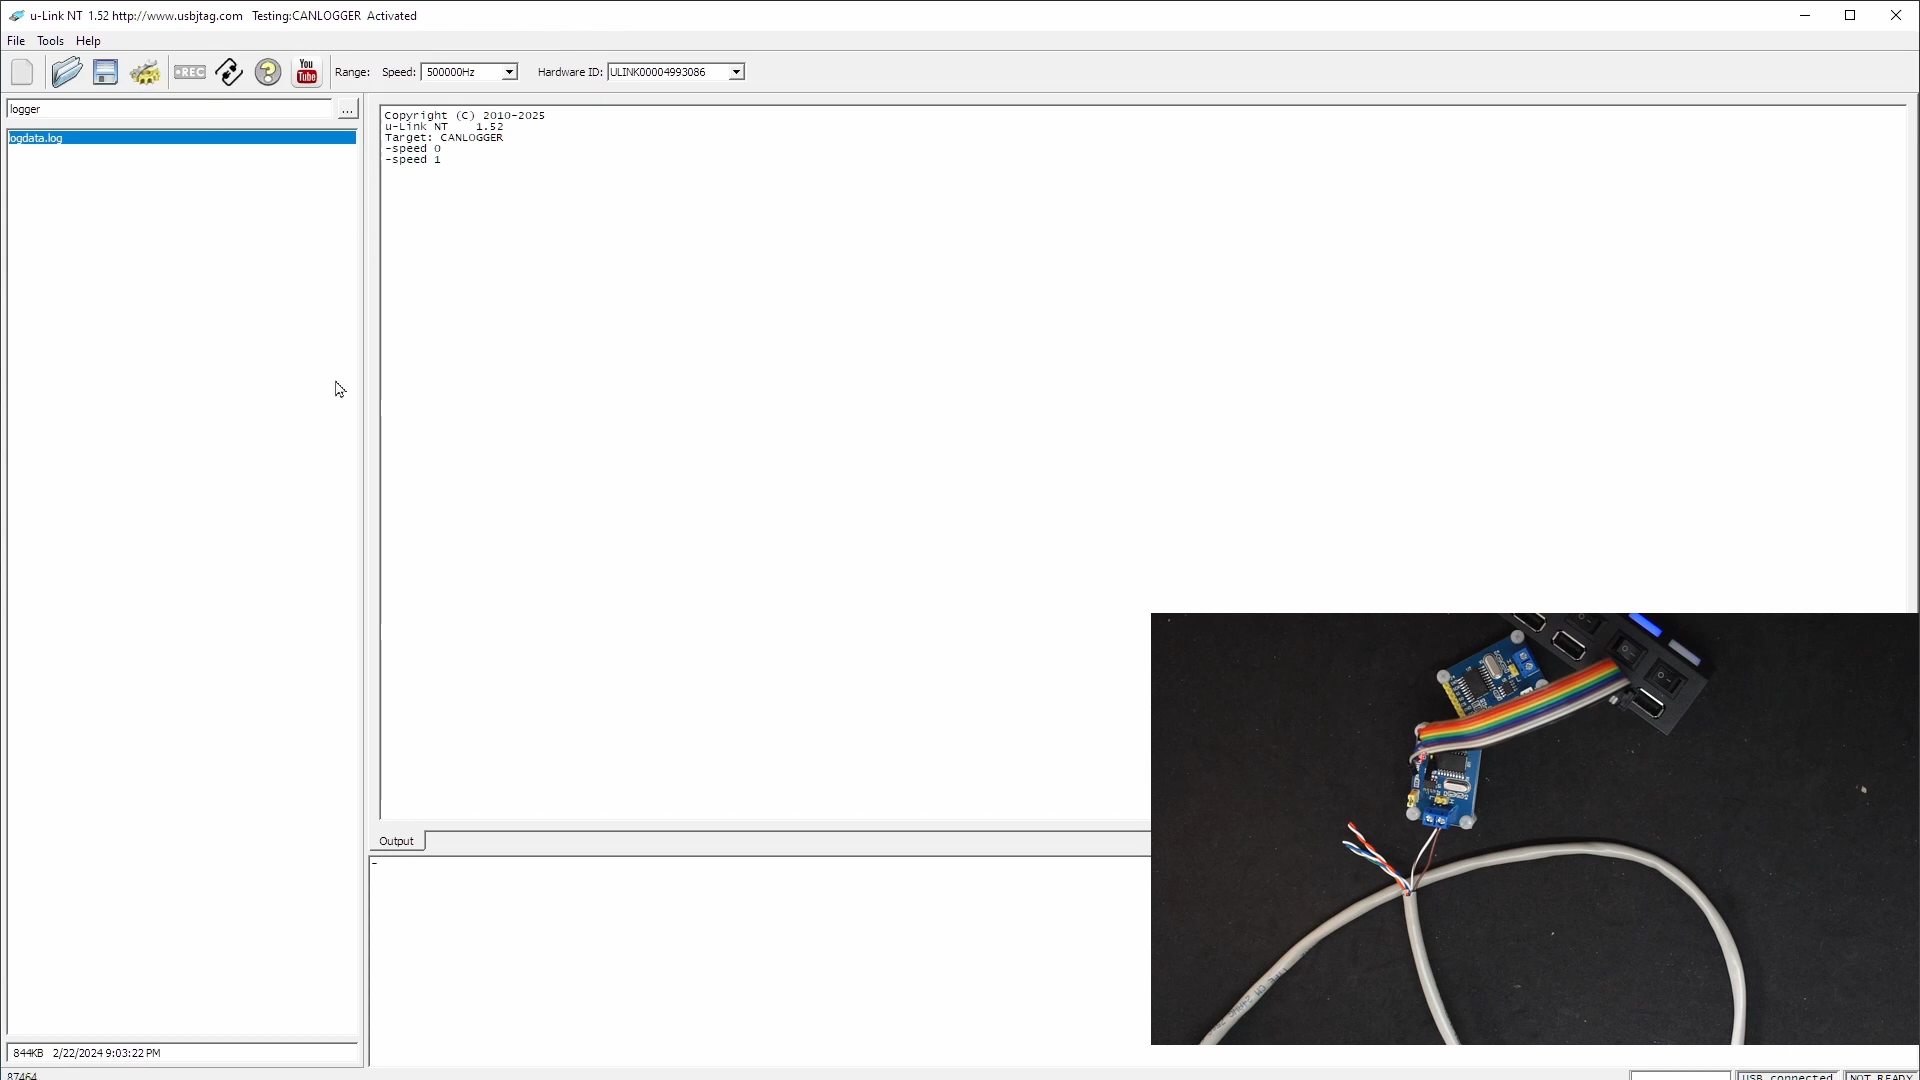 u-Link NT 1.52 http://www.usbjtag.com Testing:CANLOGGER Activated
File Tools Help
REC
You
Tube
Range: Speed: 500000Hz Hardware ID: ULINK00004993086
logger
...
ogdata.log
Copyright (C) 2010-2025
u-Link NT 1.52
Target: CANLOGGER
-speed 0
-speed 1
Output
-
844KB 2/22/2024 9:03:22 PM
87464
USB connected
NOT READY